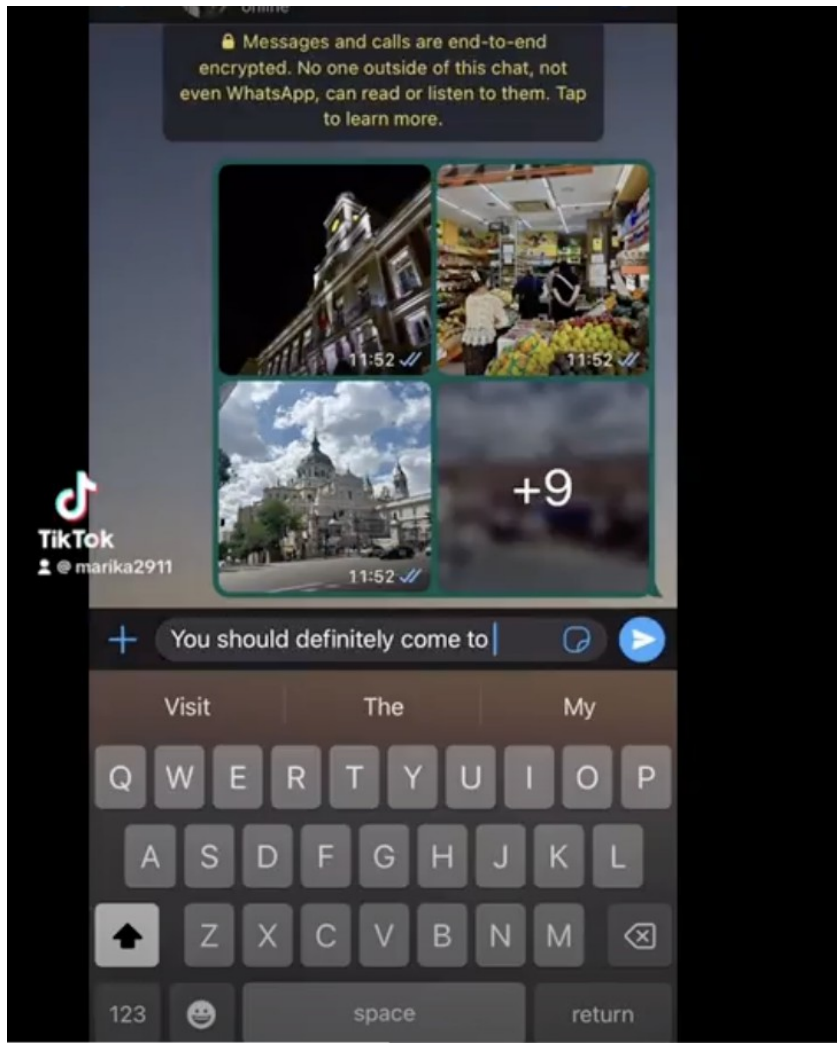 online
🔒 Messages and calls are end-to-end
encrypted. No one outside of this chat, not
even WhatsApp, can read or listen to them. Tap
to learn more.
11:52
11:52
11:52
+9
TikTok
@marika2911
You should definitely come to
Visit The My
Q W E R T Y U I O P
A S D F G H J K L
Z X C V B N M
123 space return